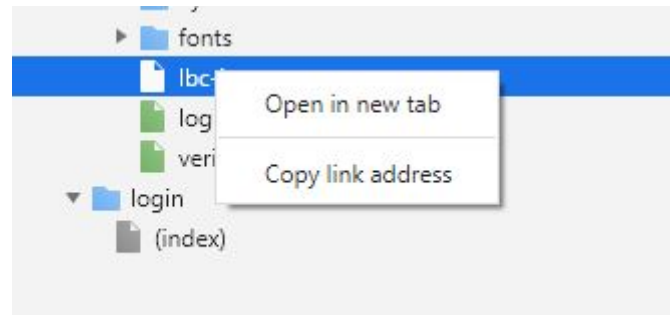 fonts
lbc-
Open in new tab
log
veri
Copy link address
login
(index)